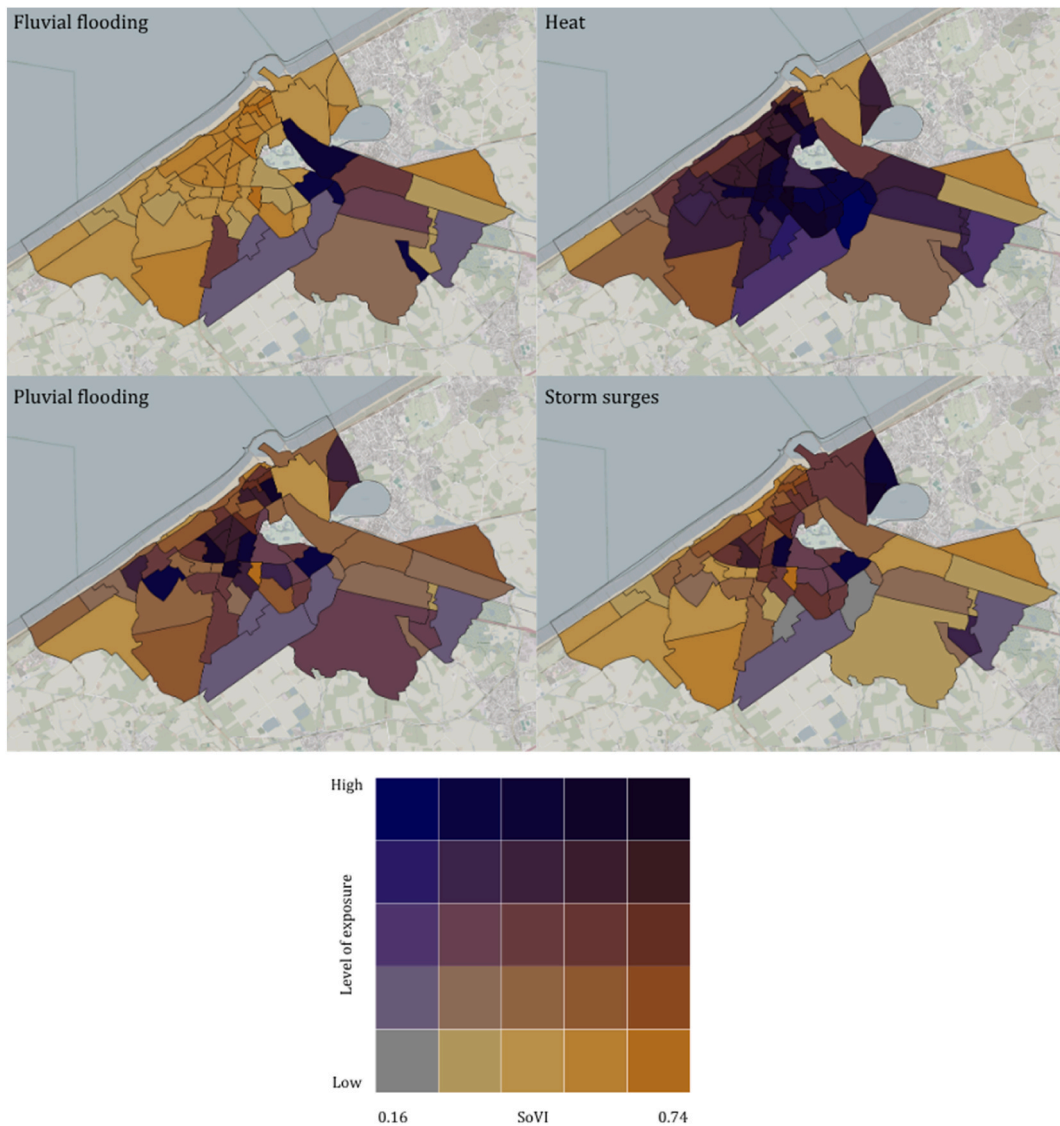 Fluvial flooding
Heat
Pluvial flooding
Storm surges
High
Level of exposure
Low
0.16
SoVI
0.74